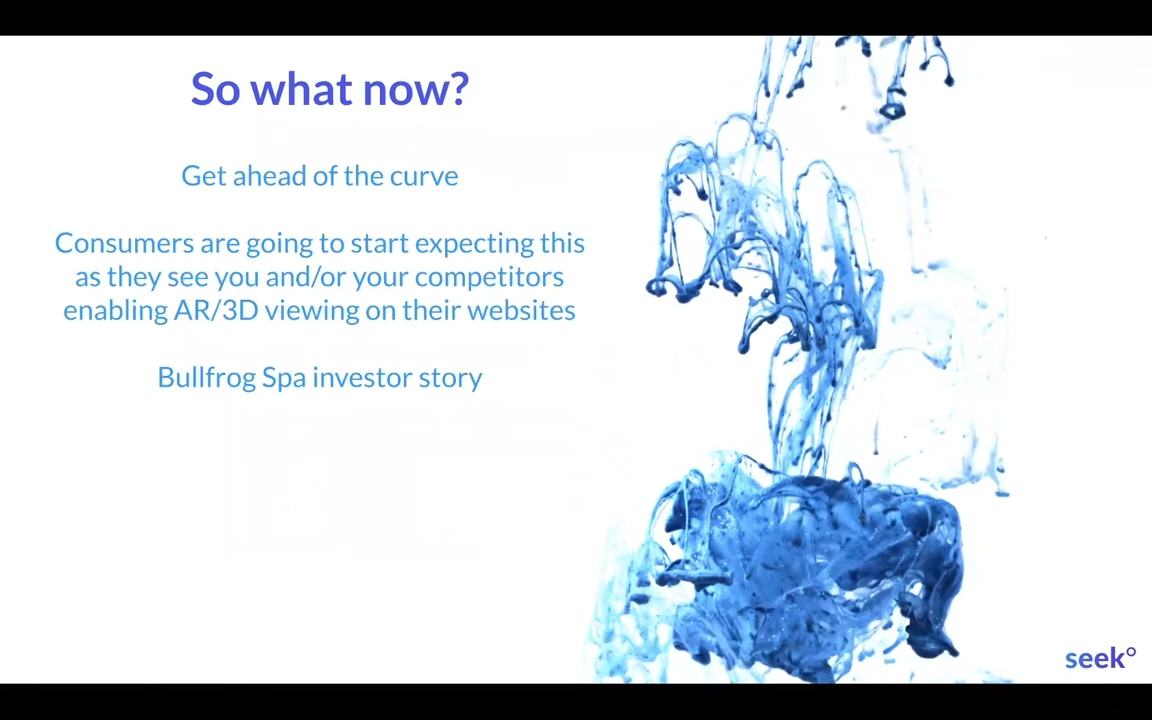 So what now?
Get ahead of the curve
Consumers are going to start expecting this
as they see you and/or your competitors
enabling AR/3D viewing on their websites
Bullfrog Spa investor story
seek°